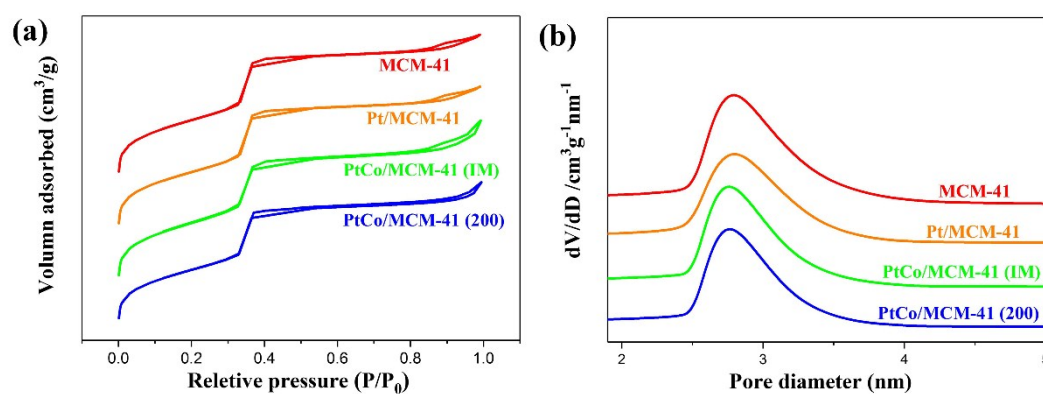 (a)
Volumn adsorbed (cm³/g)
MCM-41
Pt/MCM-41
PtCo/MCM-41 (IM)
PtCo/MCM-41 (200)
0.0 0.2 0.4 0.6 0.8 1.0
Reletive pressure (P/P₀)
(b)
dV/dD /cm³g⁻¹nm⁻¹
MCM-41
Pt/MCM-41
PtCo/MCM-41 (IM)
PtCo/MCM-41 (200)
2 3 4 5
Pore diameter (nm)